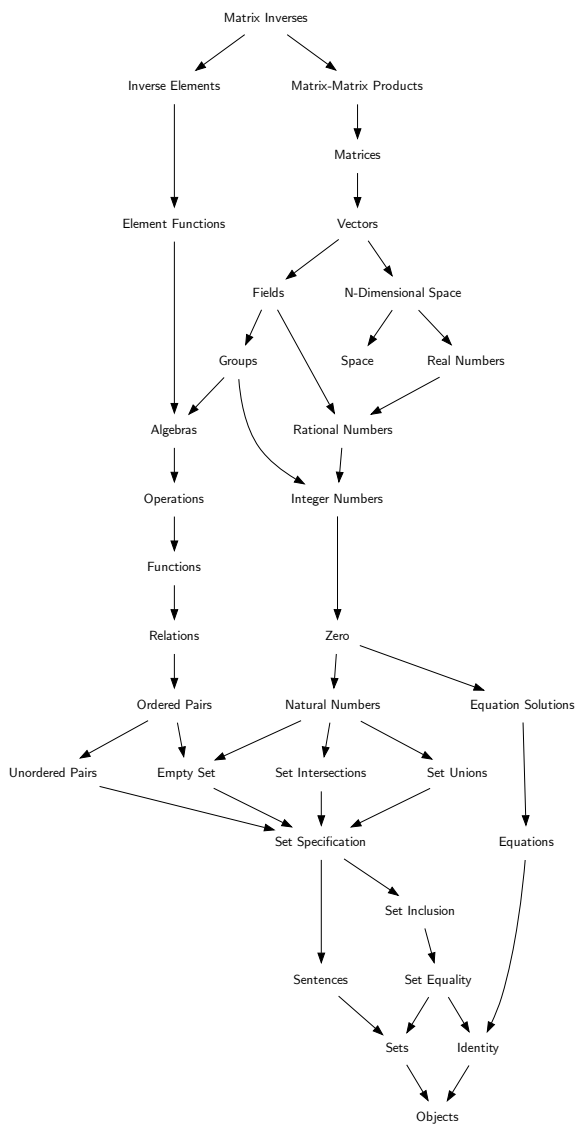 Matrix Inverses
Inverse Elements
Matrix-Matrix Products
Matrices
Element Functions
Vectors
Fields
N-Dimensional Space
Groups
Space
Real Numbers
Algebras
Rational Numbers
Operations
Integer Numbers
Functions
Relations
Zero
Ordered Pairs
Natural Numbers
Equation Solutions
Unordered Pairs
Empty Set
Set Intersections
Set Unions
Set Specification
Equations
Set Inclusion
Sentences
Set Equality
Sets
Identity
Objects